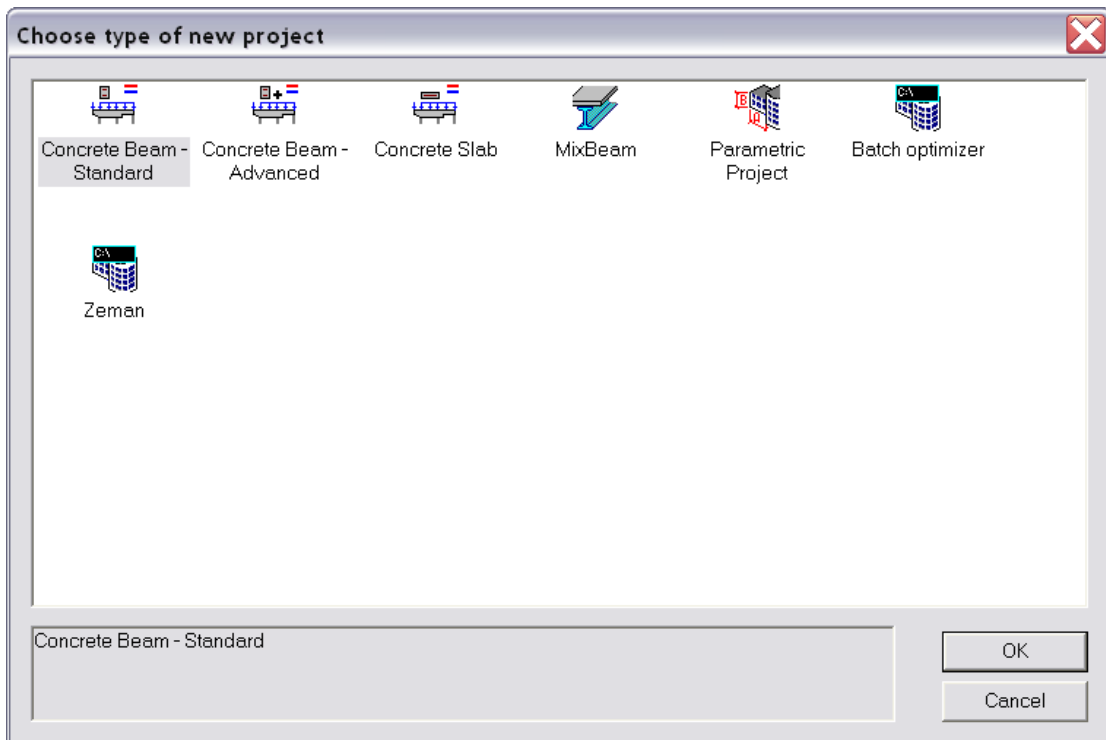 Choose type of new project
Concrete Beam - Standard
Concrete Beam - Advanced
Concrete Slab
MixBeam
Parametric Project
C:\
Batch optimizer
C:\
Zeman
Concrete Beam - Standard
OK
Cancel